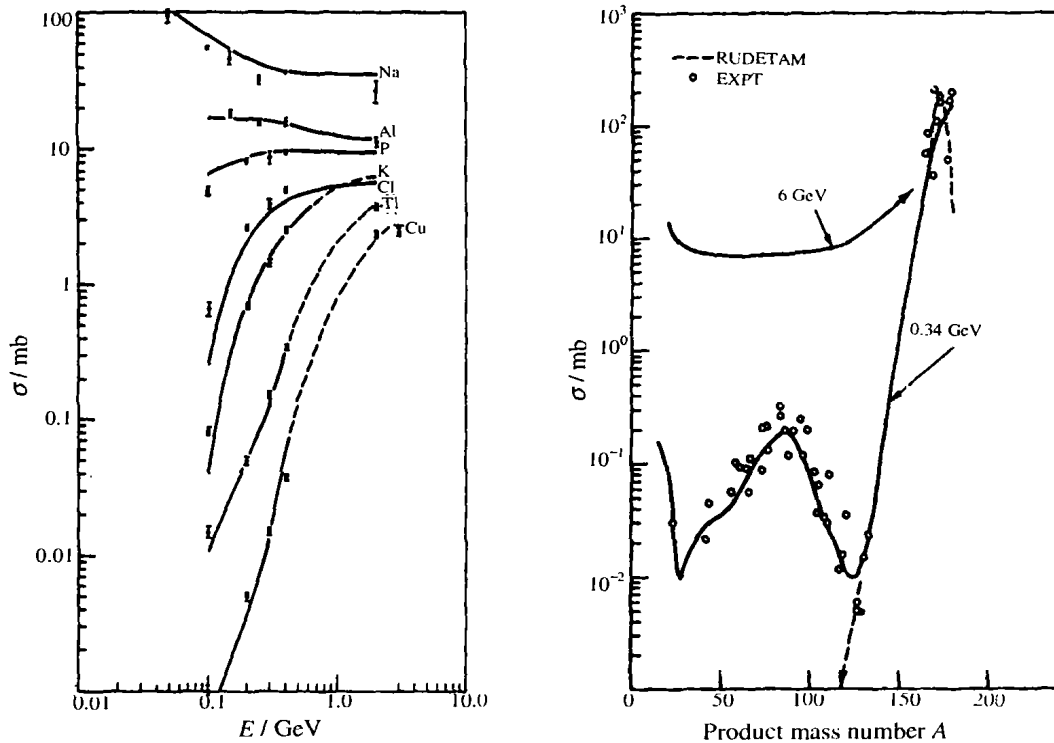 100
10
1
0.1
0.01
σ / mb
0.01
0.1
1.0
10.0
E / GeV
Na
Al
P
K
Cl
Cu
10³
10²
10¹
10⁰
10⁻¹
10⁻²
σ / mb
0
50
100
150
200
Product mass number A
RUDETAM
EXPT
6 GeV
0.34 GeV